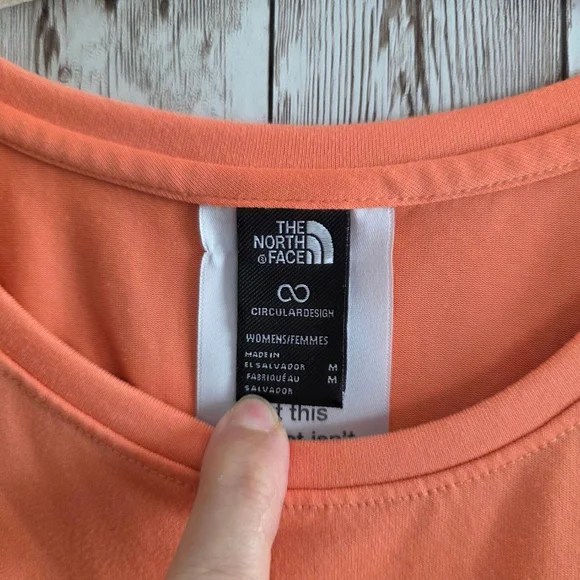 THE
NORTH
FACE
CIRCULARDESIGN
WOMENS/FEMMES
MADE IN
EL SALVADOR M
FABRIQUÉ AU M
SALVADOR
t this
isn't